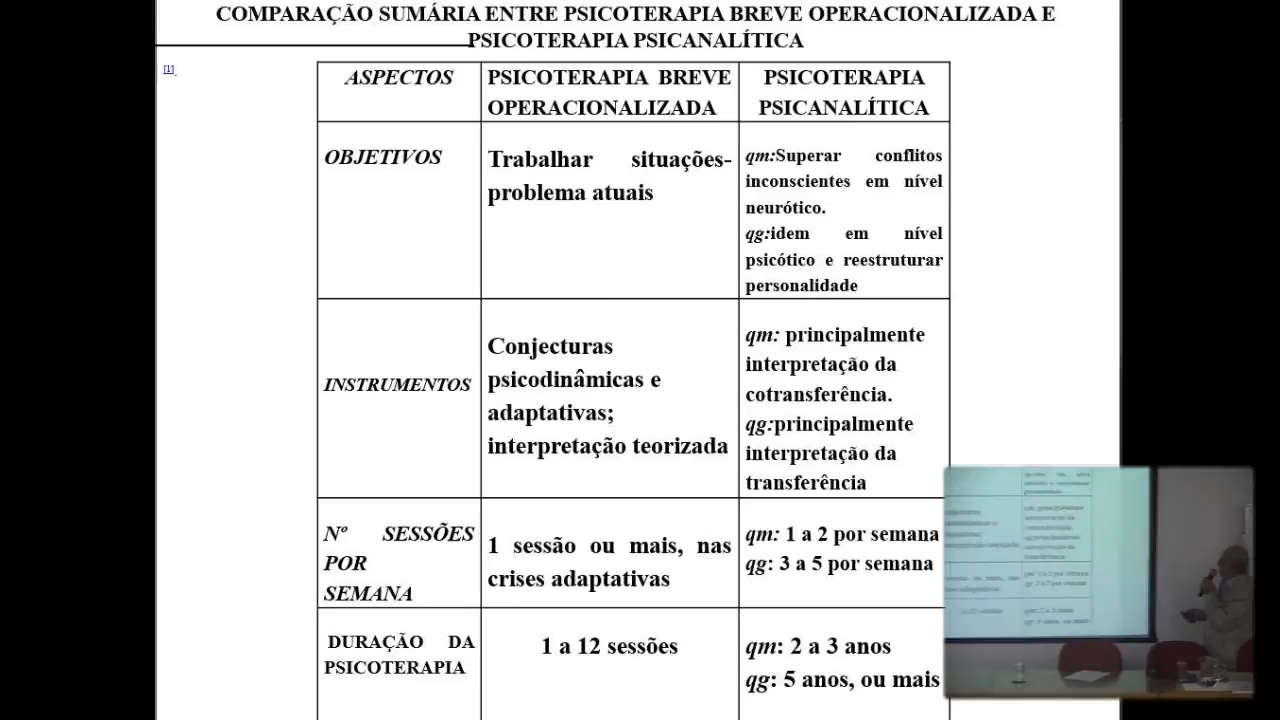 COMPARAÇÃO SUMÁRIA ENTRE PSICOTERAPIA BREVE OPERACIONALIZADA E
PSICOTERAPIA PSICANALÍTICA
[1]
ASPECTOS
PSICOTERAPIA BREVE
OPERACIONALIZADA
PSICOTERAPIA
PSICANALÍTICA
OBJETIVOS
Trabalhar situações-
problema atuais
qm:Superar conflitos
inconscientes em nível
neurótico.
qg:idem em nível
psicótico e reestruturar
personalidade
INSTRUMENTOS
Conjecturas
psicodinâmicas e
adaptativas;
interpretação teorizada
qm: principalmente
interpretação da
cotransferência.
qg:principalmente
interpretação da
transferência
Nº SESSÕES
POR
SEMANA
1 sessão ou mais, nas
crises adaptativas
qm: 1 a 2 por semana
qg: 3 a 5 por semana
DURAÇÃO DA
PSICOTERAPIA
1 a 12 sessões
qm: 2 a 3 anos
qg: 5 anos, ou mais